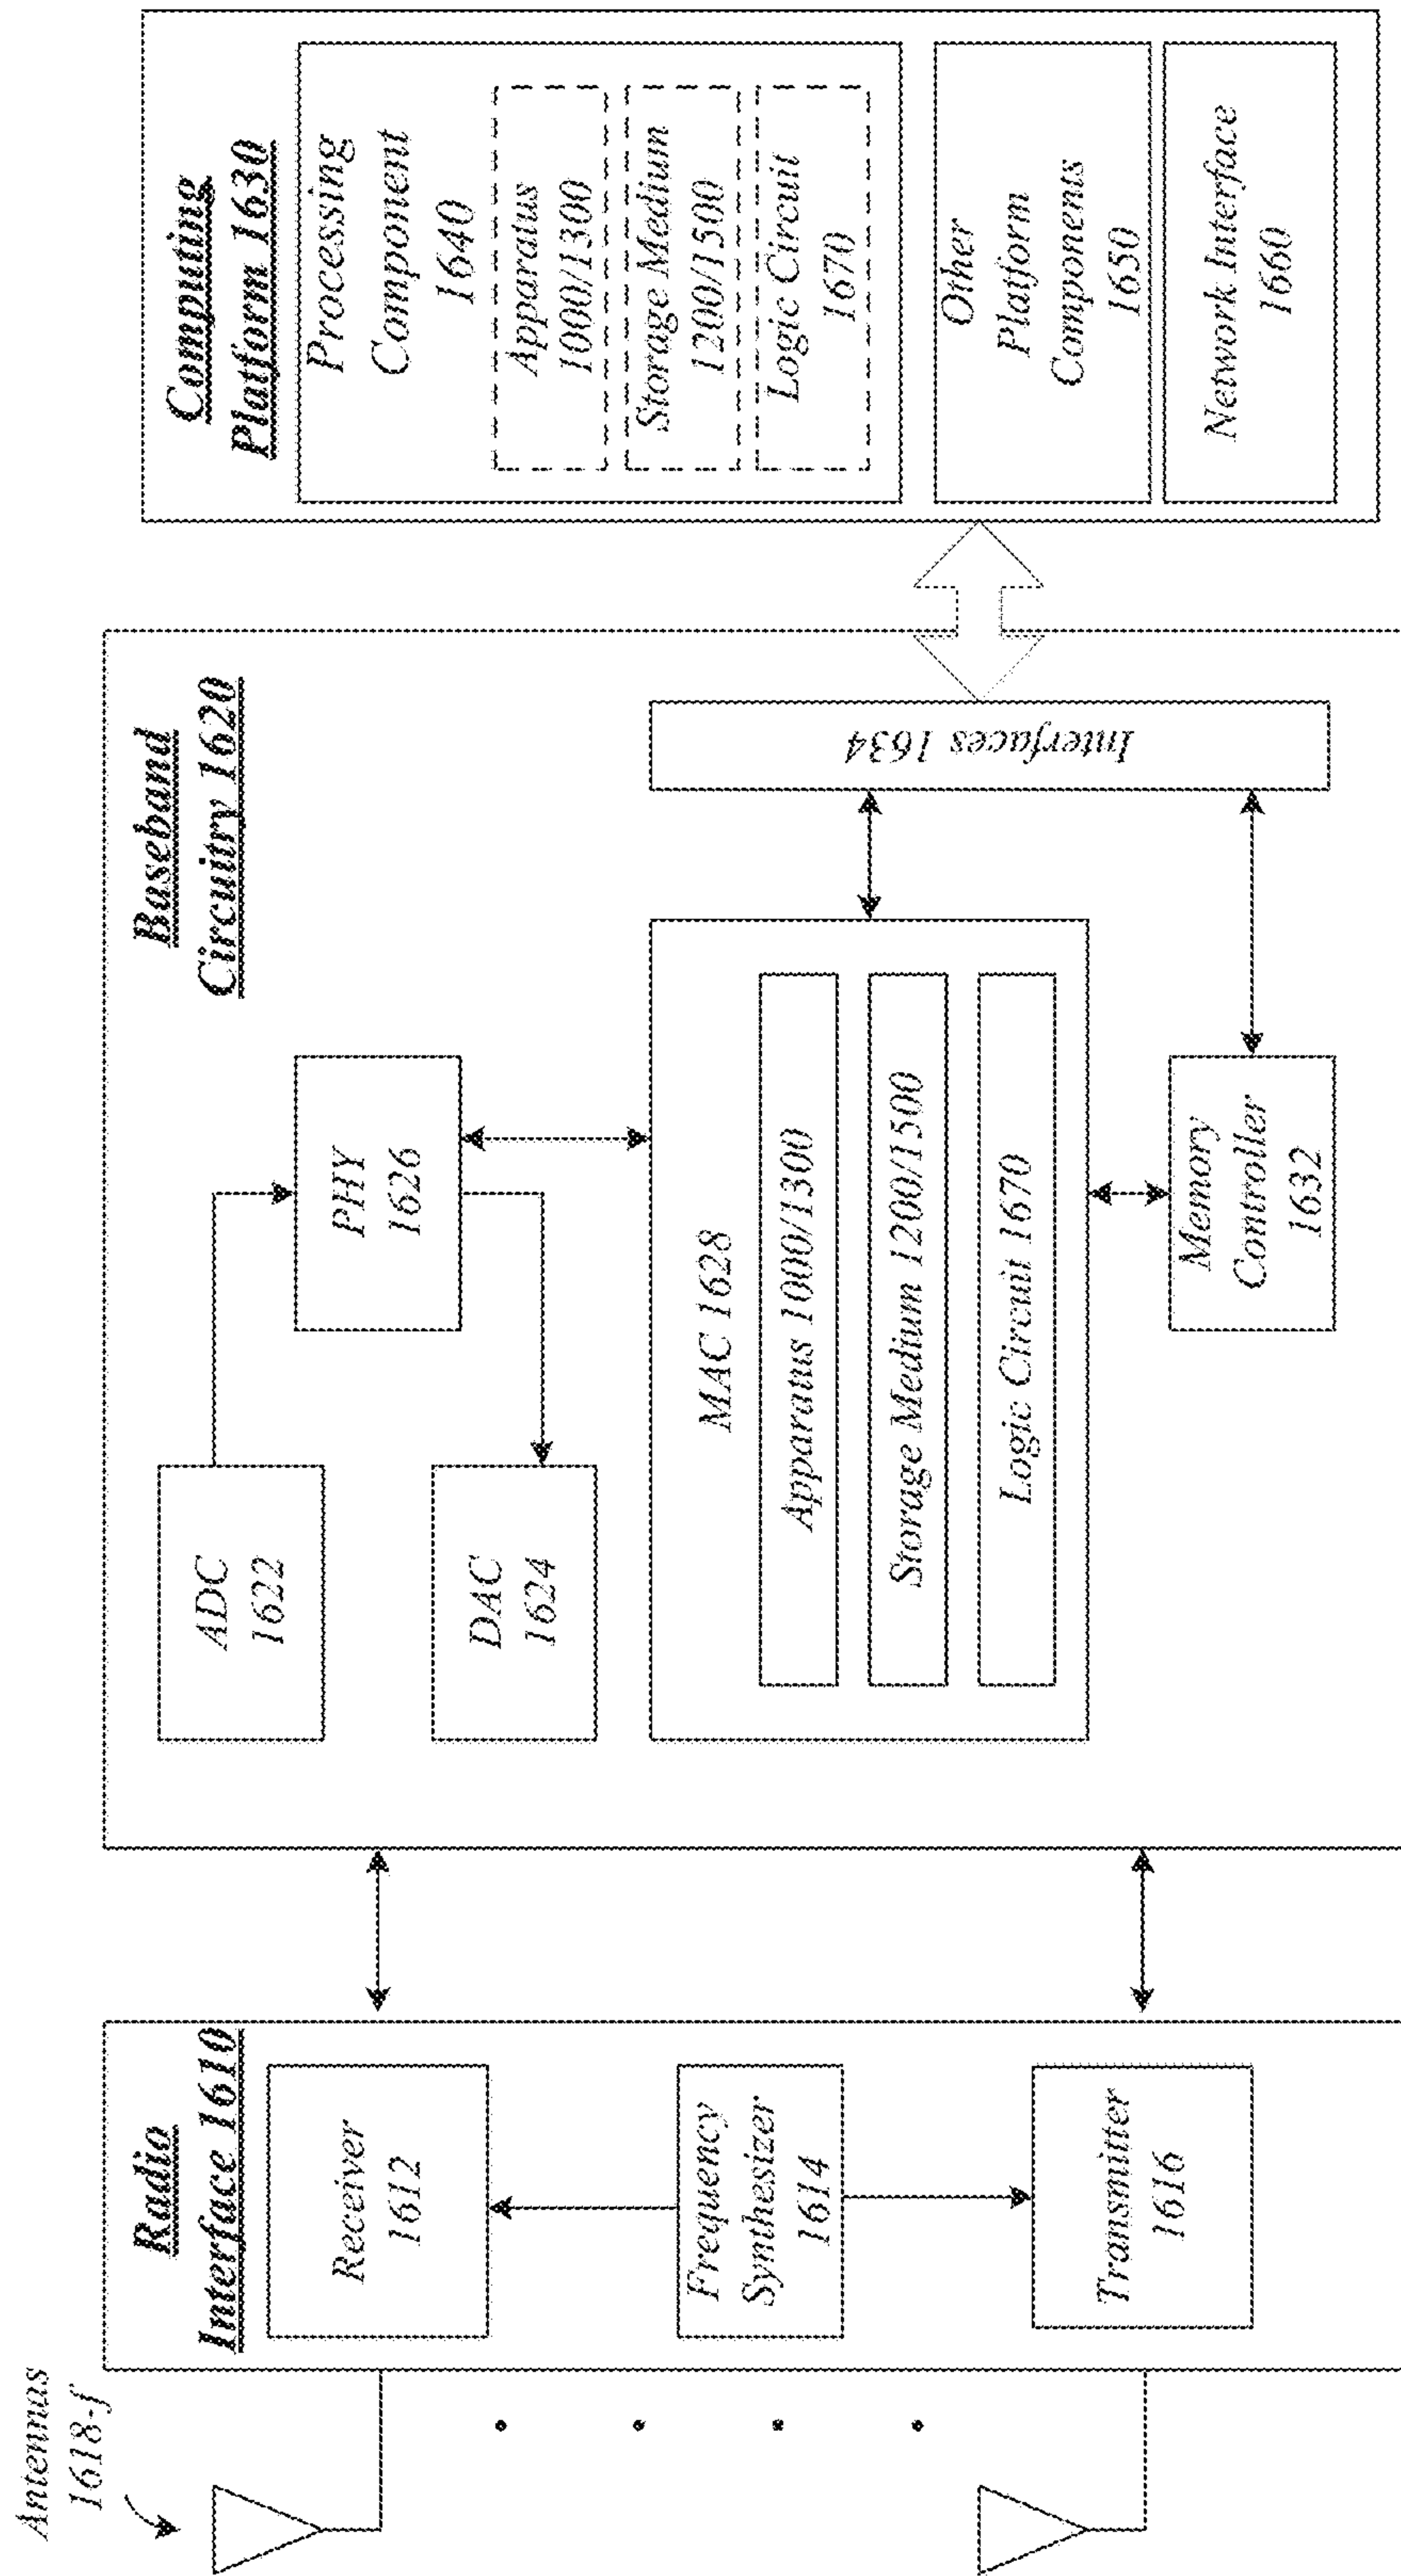 Antennas
1618-f
Radio
Interface 1610
Receiver
1612
Frequency
Synthesizer
1614
Transmitter
1616
Baseband
Circuitry 1620
ADC
1622
DAC
1624
PHY
1626
MAC 1628
Apparatus 1000/1300
Storage Medium 1200/1500
Logic Circuit 1670
Memory
Controller
1632
Interfaces 1634
Computing
Platform 1630
Processing
Component
1640
Apparatus
1000/1300
Storage Medium
1200/1500
Logic Circuit
1670
Other
Platform
Components
1650
Network Interface
1660